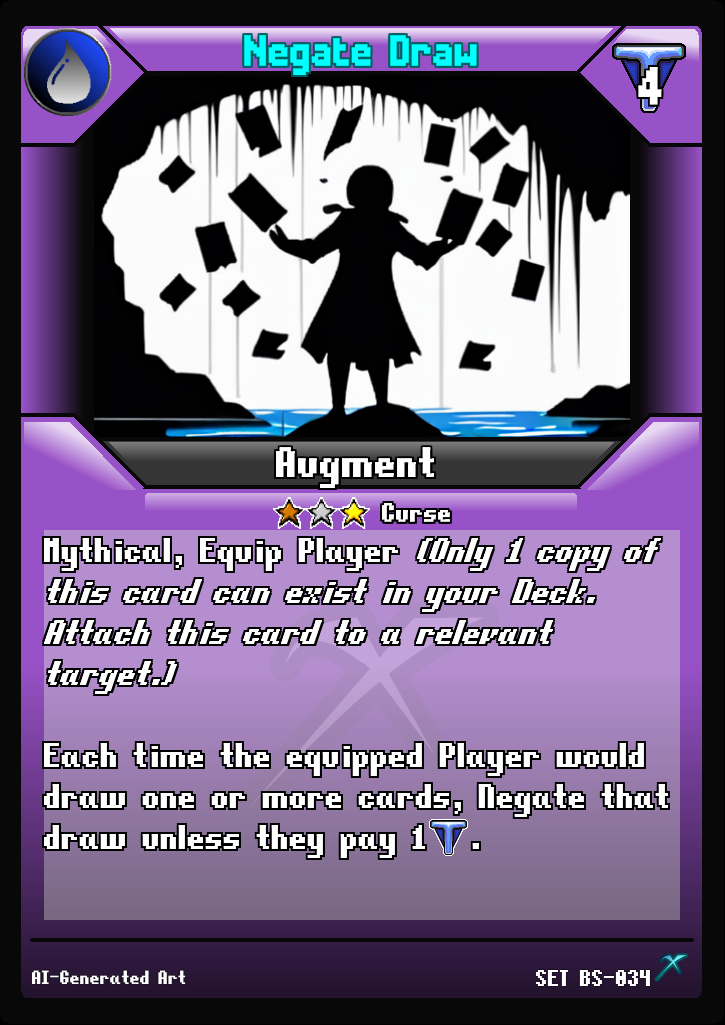 Negate Draw
4
Augment
Curse
Mythical, Equip Player (Only 1 copy of
this card can exist in your Deck.
Attach this card to a relevant
target.)
Each time the equipped Player would
draw one or more cards, Negate that
draw unless they pay 1T.
AI-Generated Art
SET BS-034